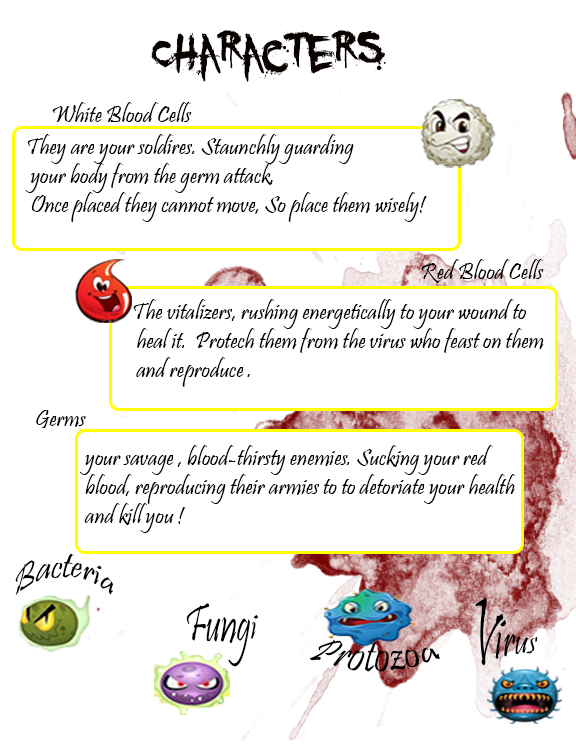 CHARACTERS
White Blood Cells
They are your soldires. Staunchly guarding
your body from the germ attack.
Once placed they cannot move, So place them wisely!
Red Blood Cells
The vitalizers, rushing energetically to your wound to
heal it. Protech them from the virus who feast on them
and reproduce .
Germs
your savage , blood-thirsty enemies. Sucking your red
blood, reproducing their armies to to detoriate your health
and kill you !
Bacteria
Fungi
Protozoa
Virus